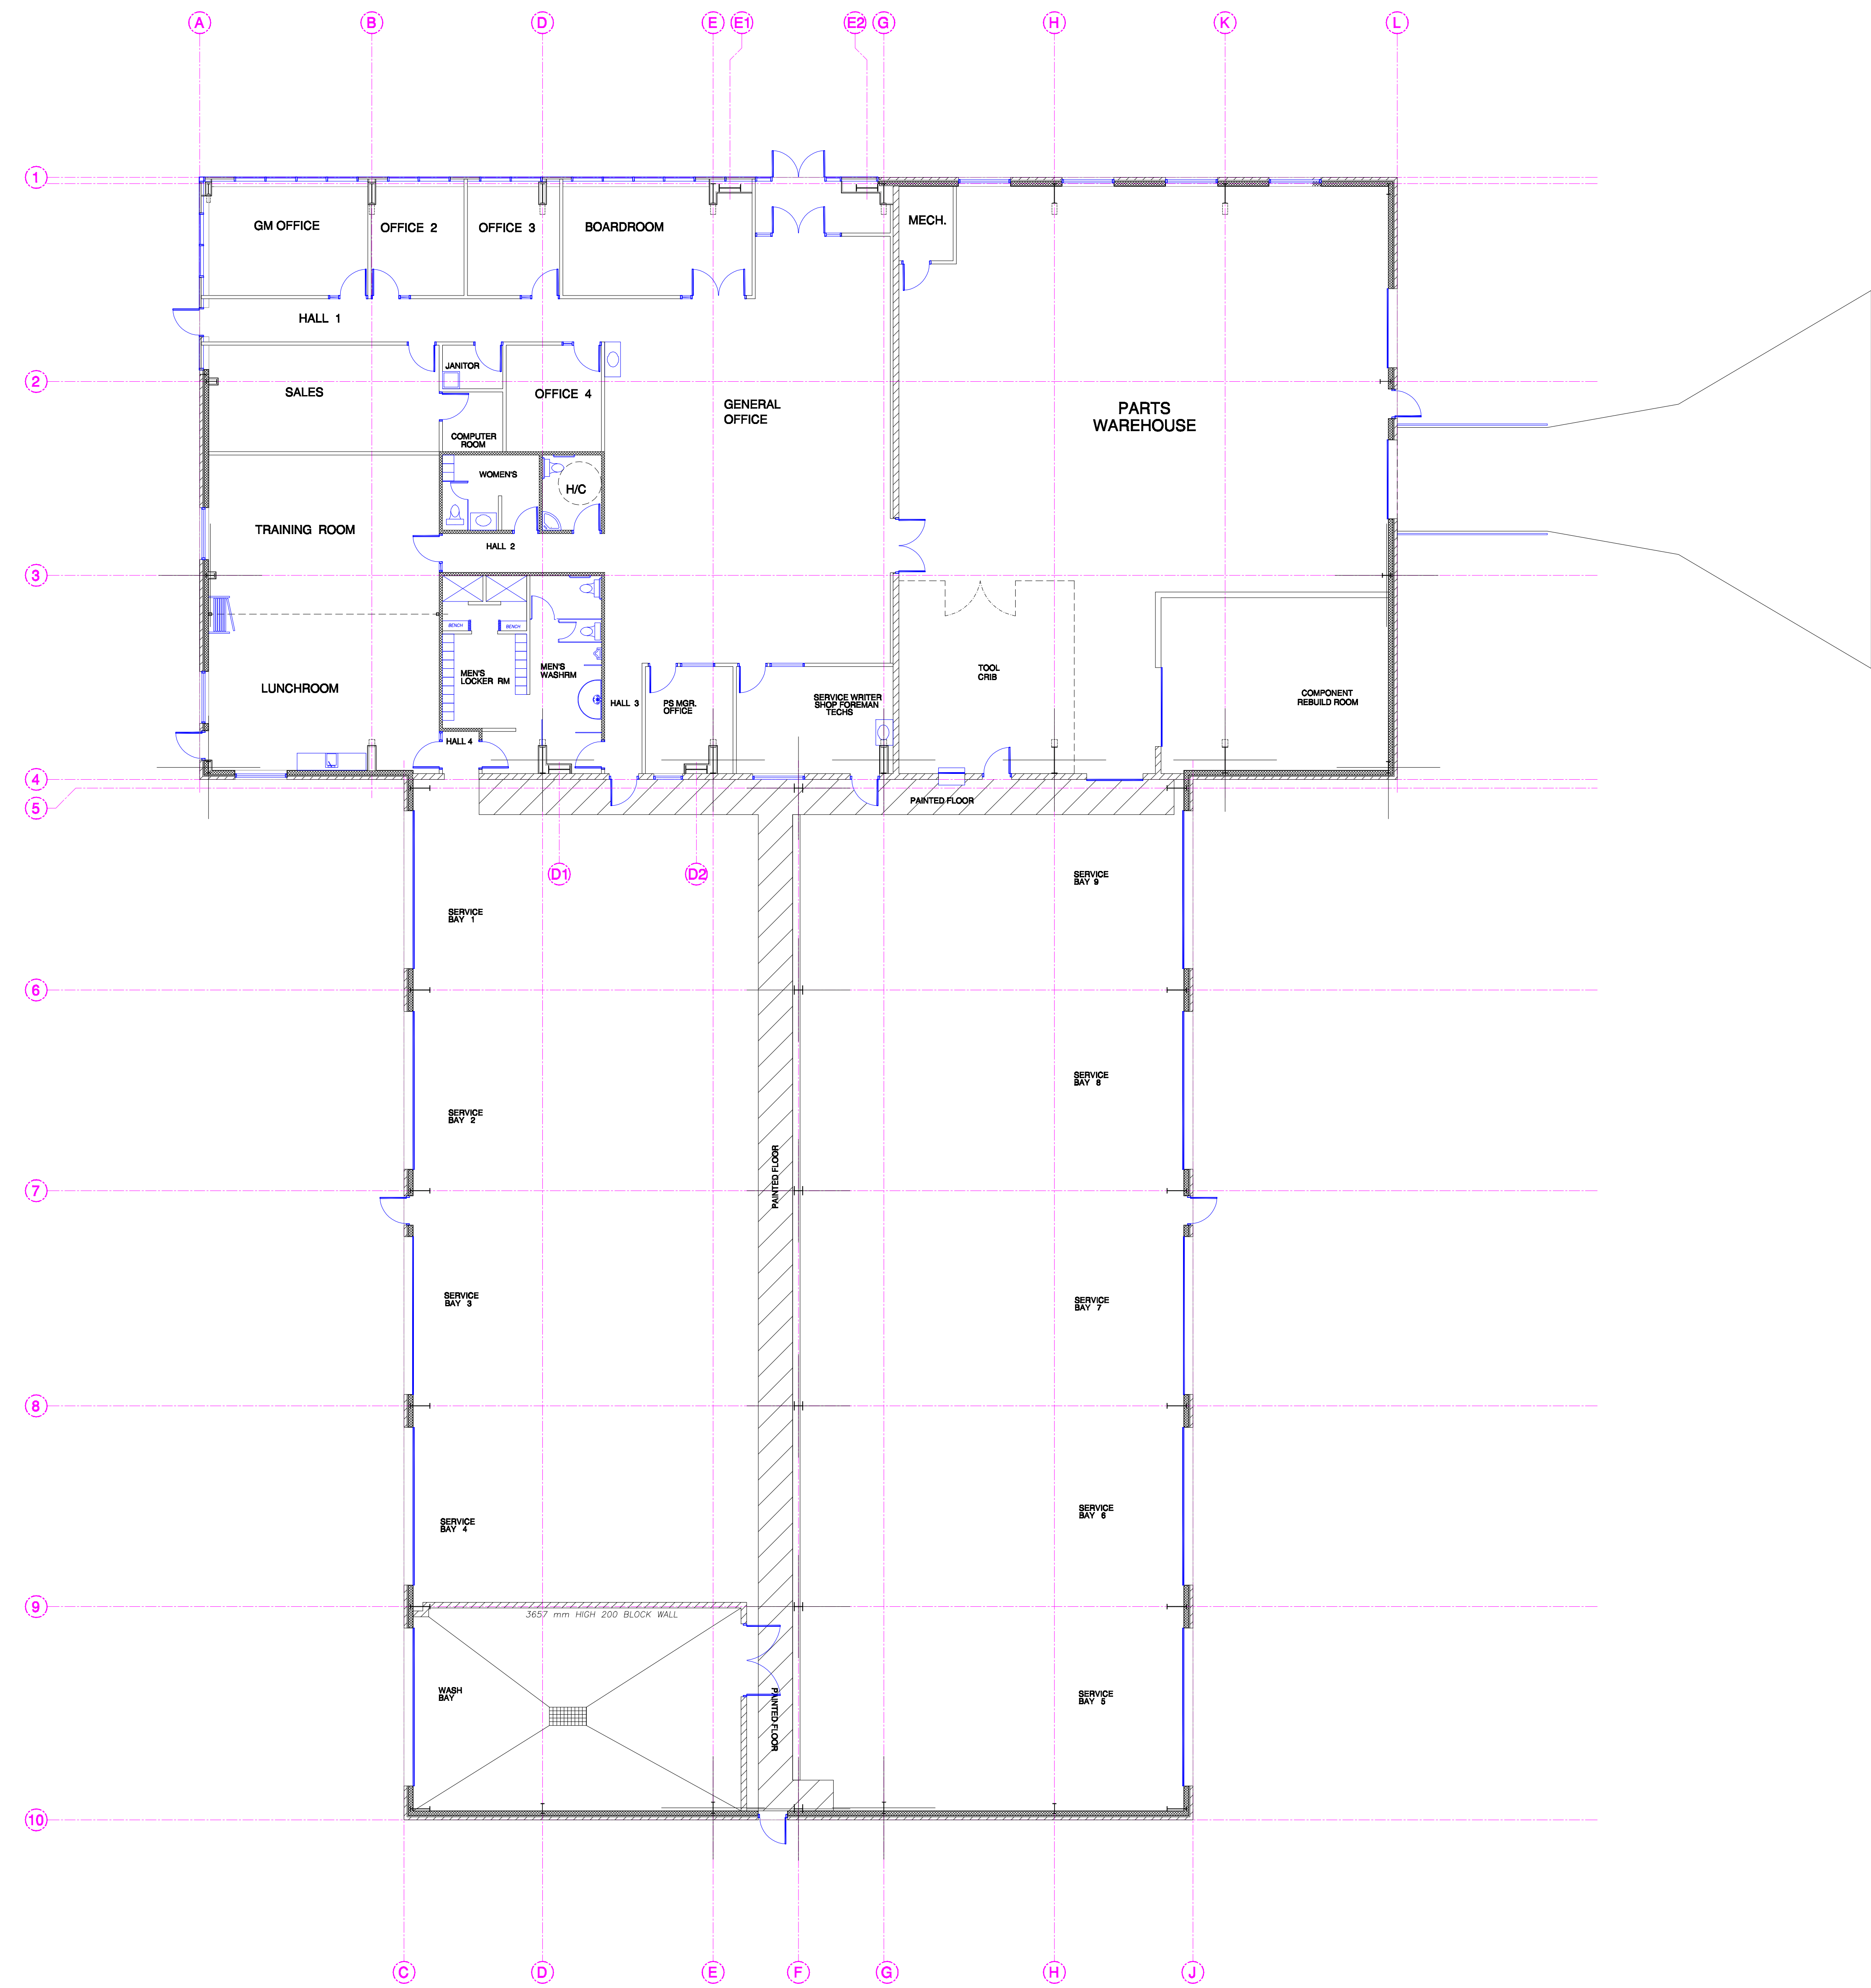 A B D E E1 E2 G H K L
1
GM OFFICE
OFFICE 2
OFFICE 3
BOARDROOM
MECH.
HALL 1
JANITOR
2
SALES
OFFICE 4
GENERAL
OFFICE
PARTS
WAREHOUSE
COMPUTER
ROOM
WOMEN'S
H/C
TRAINING ROOM
HALL 2
3
BENCH
BENCH
MEN'S
LOCKER RM
MEN'S
WASHRM
TOOL
CRIB
LUNCHROOM
HALL 3
PS MGR.
OFFICE
SERVICE WRITER
SHOP FOREMAN
TECHS
COMPONENT
REBUILD ROOM
HALL 4
4
5
PAINTED FLOOR
D1
D2
SERVICE
BAY 9
SERVICE
BAY 1
6
SERVICE
BAY 8
SERVICE
BAY 2
PAINTED FLOOR
7
SERVICE
BAY 3
SERVICE
BAY 7
8
SERVICE
BAY 6
SERVICE
BAY 4
9
3657 mm HIGH 200 BLOCK WALL
WASH
BAY
PAINTED FLOOR
SERVICE
BAY 5
10
C D E F G H J